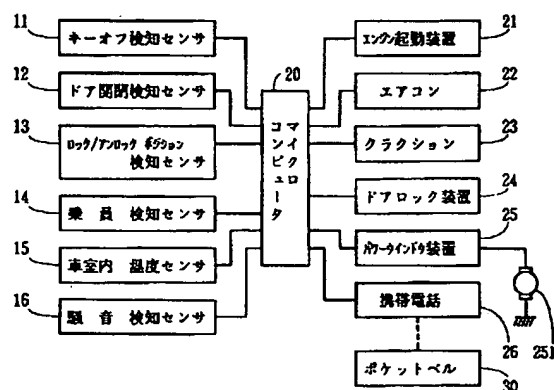 11
キーオフ検知センサ
12
ドア開閉検知センサ
13
ロック/アンロック ポジション
検知センサ
14
乗 員 検知センサ
15
車室内 温度センサ
16
騒 音 検知センサ
20
マイクロ
コンピュータ
21
エンジン起動装置
22
エアコン
23
クラクション
24
ドアロック装置
25
パワーウインドウ装置
251
携帯電話
26
ポケットベル
30